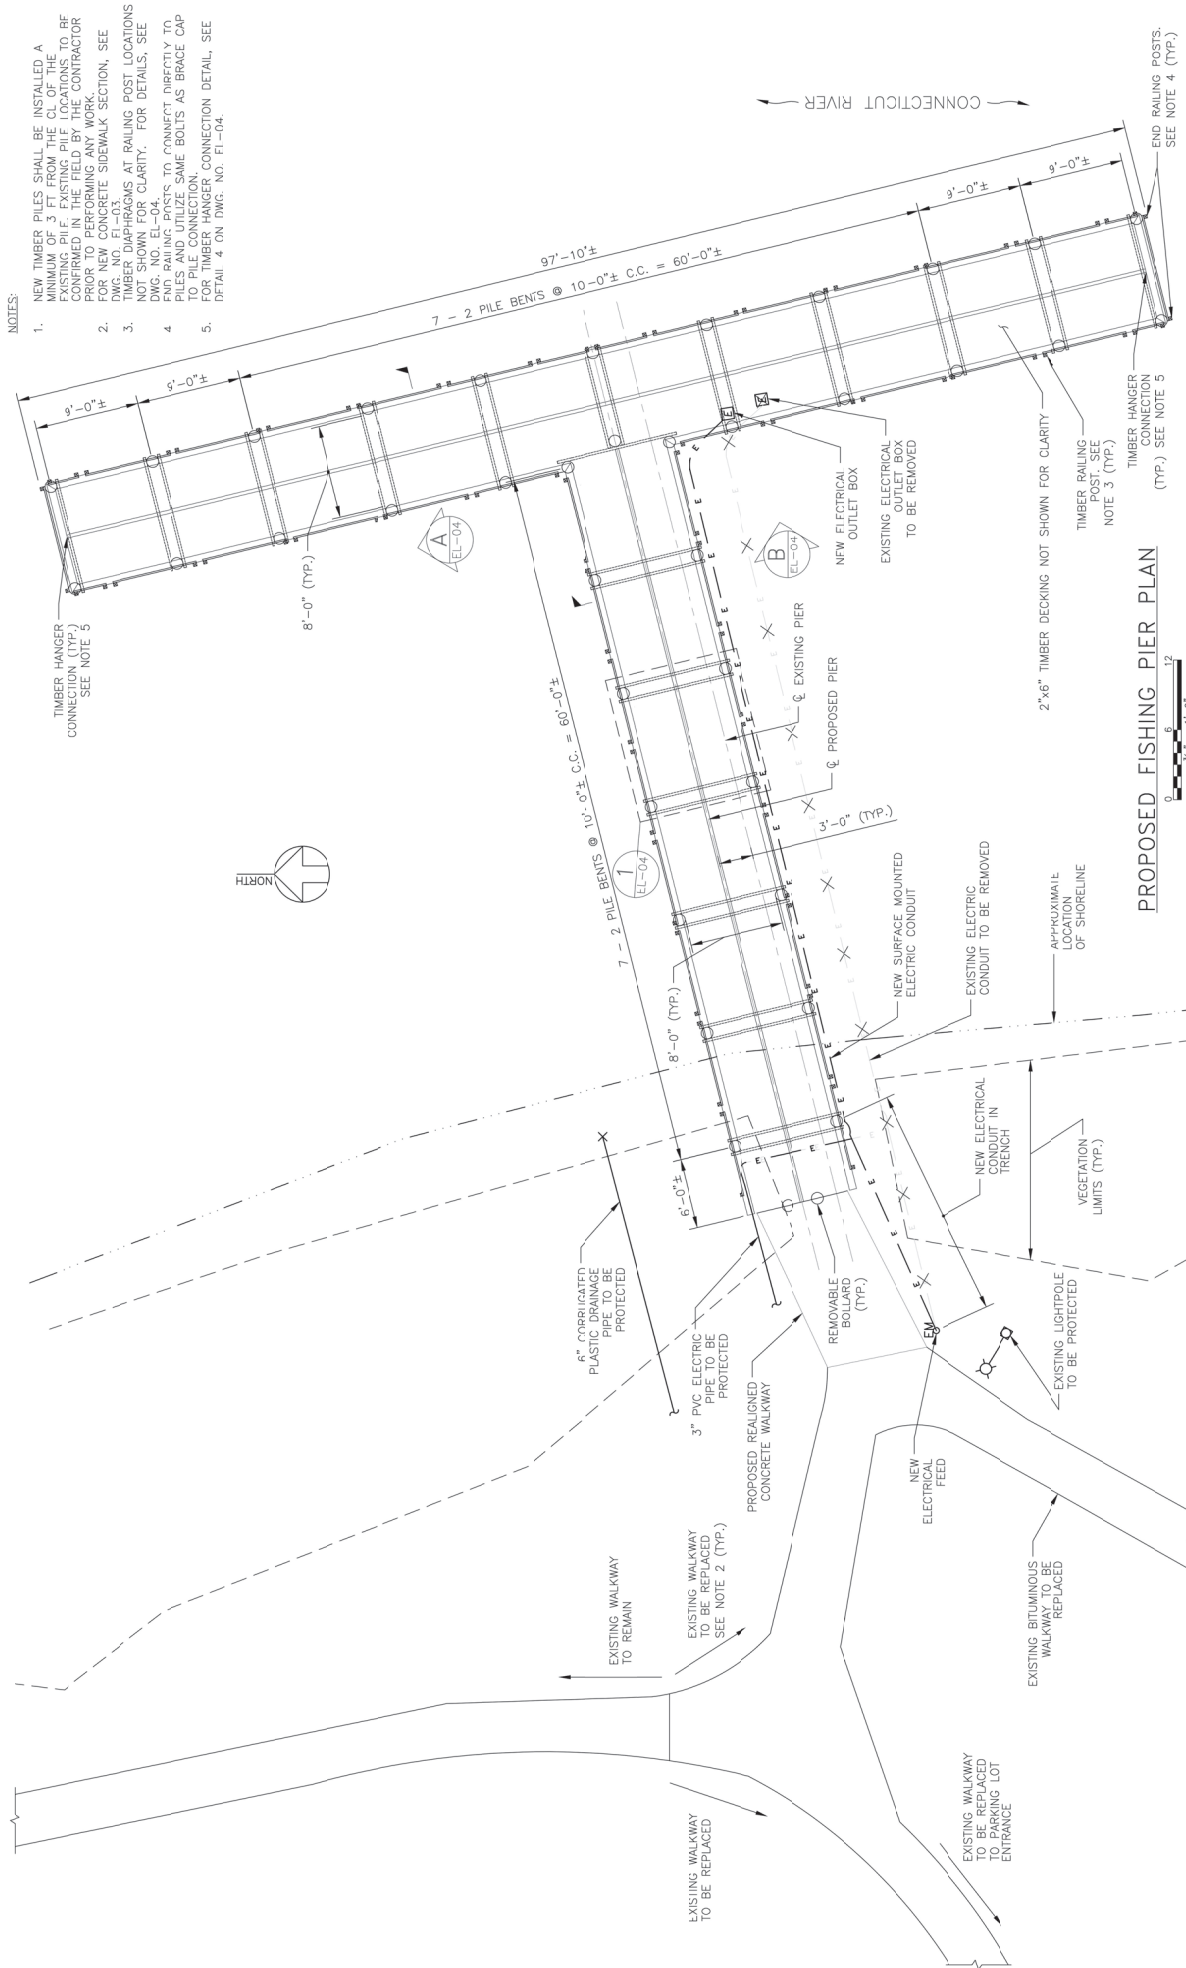 NOTES:
1. NEW TIMBER PILES SHALL BE INSTALLED A
MINIMUM OF 3 FT FROM THE CL OF THE
EXISTING PILE. EXISTING PILE LOCATIONS TO BE
CONFIRMED IN THE FIELD BY THE CONTRACTOR
PRIOR TO PERFORMING ANY WORK.
2. FOR NEW CONCRETE SIDEWALK SECTION, SEE
DWG. NO. EL-03.
3. TIMBER DIAPHRAGMS AT RAILING POST LOCATIONS
NOT SHOWN FOR CLARITY. FOR DETAILS, SEE
DWG. NO. EL-04.
4 END RAILING POSTS TO CONNECT DIRECTLY TO
PILES AND UTILIZE SAME BOLTS AS BRACE CAP
TO PILE CONNECTION.
5. FOR TIMBER HANGER CONNECTION DETAIL, SEE
DETAIL 4 ON DWG. NO. EL-04.
CONNECTICUT RIVER
97'-10"±
7 - 2 PILE BENTS @ 10-0"± C.C. = 60'-0"±
9'-0"±
9'-0"±
9'-0"±
9'-0"±
END RAILING POSTS.
SEE NOTE 4 (TYP.)
TIMBER HANGER
CONNECTION (TYP.)
SEE NOTE 5
8'-0" (TYP.)
A
EL-04
B
EL-04
E
NEW ELECTRICAL
OUTLET BOX
EXISTING ELECTRICAL
OUTLET BOX
TO BE REMOVED
2"x6" TIMBER DECKING NOT SHOWN FOR CLARITY
TIMBER RAILING
POST. SEE
NOTE 3 (TYP.)
TIMBER HANGER
CONNECTION
(TYP.) SEE NOTE 5
7 - 2 PILE BENTS @ 10'-0"± C.C. = 60'-0"±
℄ EXISTING PIER
℄ PROPOSED PIER
3'-0" (TYP.)
1
EL-04
NORTH
8'-0" (TYP.)
6'-0"±
NEW SURFACE MOUNTED
ELECTRIC CONDUIT
EXISTING ELECTRIC
CONDUIT TO BE REMOVED
APPROXIMATE
LOCATION
OF SHORELINE
NEW ELECTRICAL
CONDUIT IN
TRENCH
VEGETATION
LIMITS (TYP.)
6" CORRUGATED
PLASTIC DRAINAGE
PIPE TO BE
PROTECTED
3" PVC ELECTRIC
PIPE TO BE
PROTECTED
REMOVABLE
BOLLARD
(TYP.)
PROPOSED REALIGNED
CONCRETE WALKWAY
EM
EXISTING LIGHTPOLE
TO BE PROTECTED
NEW
ELECTRICAL
FEED
EXISTING WALKWAY
TO REMAIN
EXISTING WALKWAY
TO BE REPLACED
SEE NOTE 2 (TYP.)
EXISTING BITUMINOUS
WALKWAY TO BE
REPLACED
EXISTING WALKWAY
TO BE REPLACED
EXISTING WALKWAY
TO BE REPLACED
TO PARKING LOT
ENTRANCE
PROPOSED FISHING PIER PLAN
0 6 12